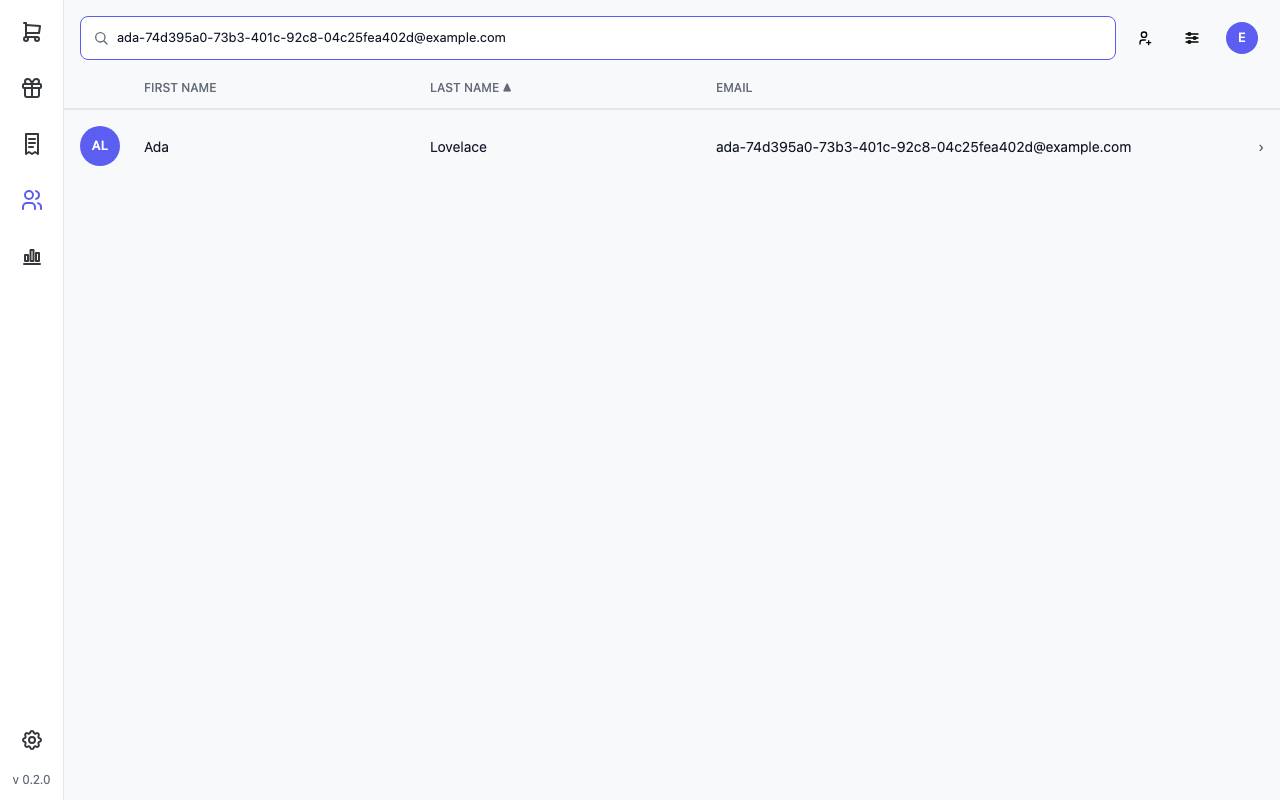 ada-74d395a0-73b3-401c-92c8-04c25fea402d@example.com
E
FIRST NAME LAST NAME ▲ EMAIL
AL Ada Lovelace ada-74d395a0-73b3-401c-92c8-04c25fea402d@example.com ›
v 0.2.0